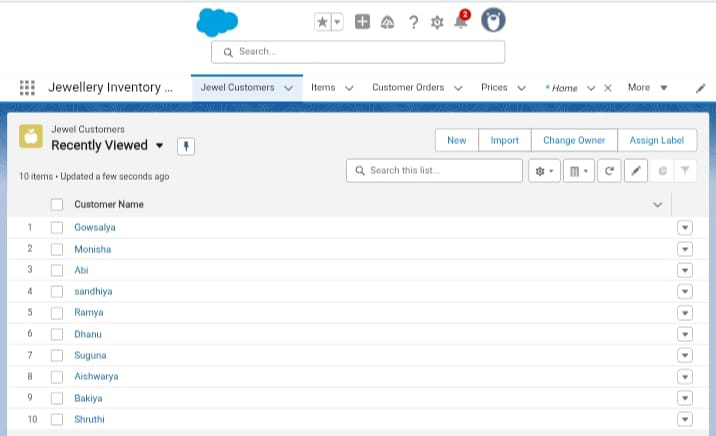 2
Search...
Jewellery Inventory ... Jewel Customers Items Customer Orders Prices * Home More
Jewel Customers
Recently Viewed
New Import Change Owner Assign Label
10 items • Updated a few seconds ago
Search this list...
Customer Name
1 Gowsalya
2 Monisha
3 Abi
4 sandhiya
5 Ramya
6 Dhanu
7 Suguna
8 Aishwarya
9 Bakiya
10 Shruthi